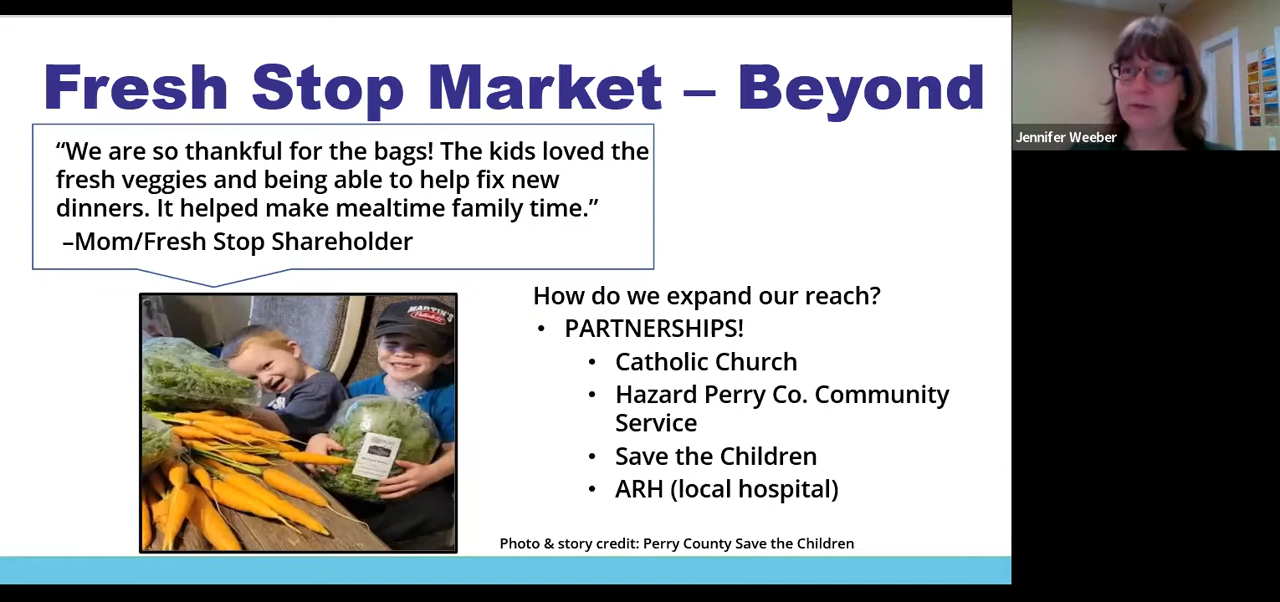 Fresh Stop Market – Beyond
“We are so thankful for the bags! The kids loved the
fresh veggies and being able to help fix new
dinners. It helped make mealtime family time.”
–Mom/Fresh Stop Shareholder
How do we expand our reach?
• PARTNERSHIPS!
• Catholic Church
• Hazard Perry Co. Community
Service
• Save the Children
• ARH (local hospital)
Photo & story credit: Perry County Save the Children
MARTIN'S
Jennifer Weeber